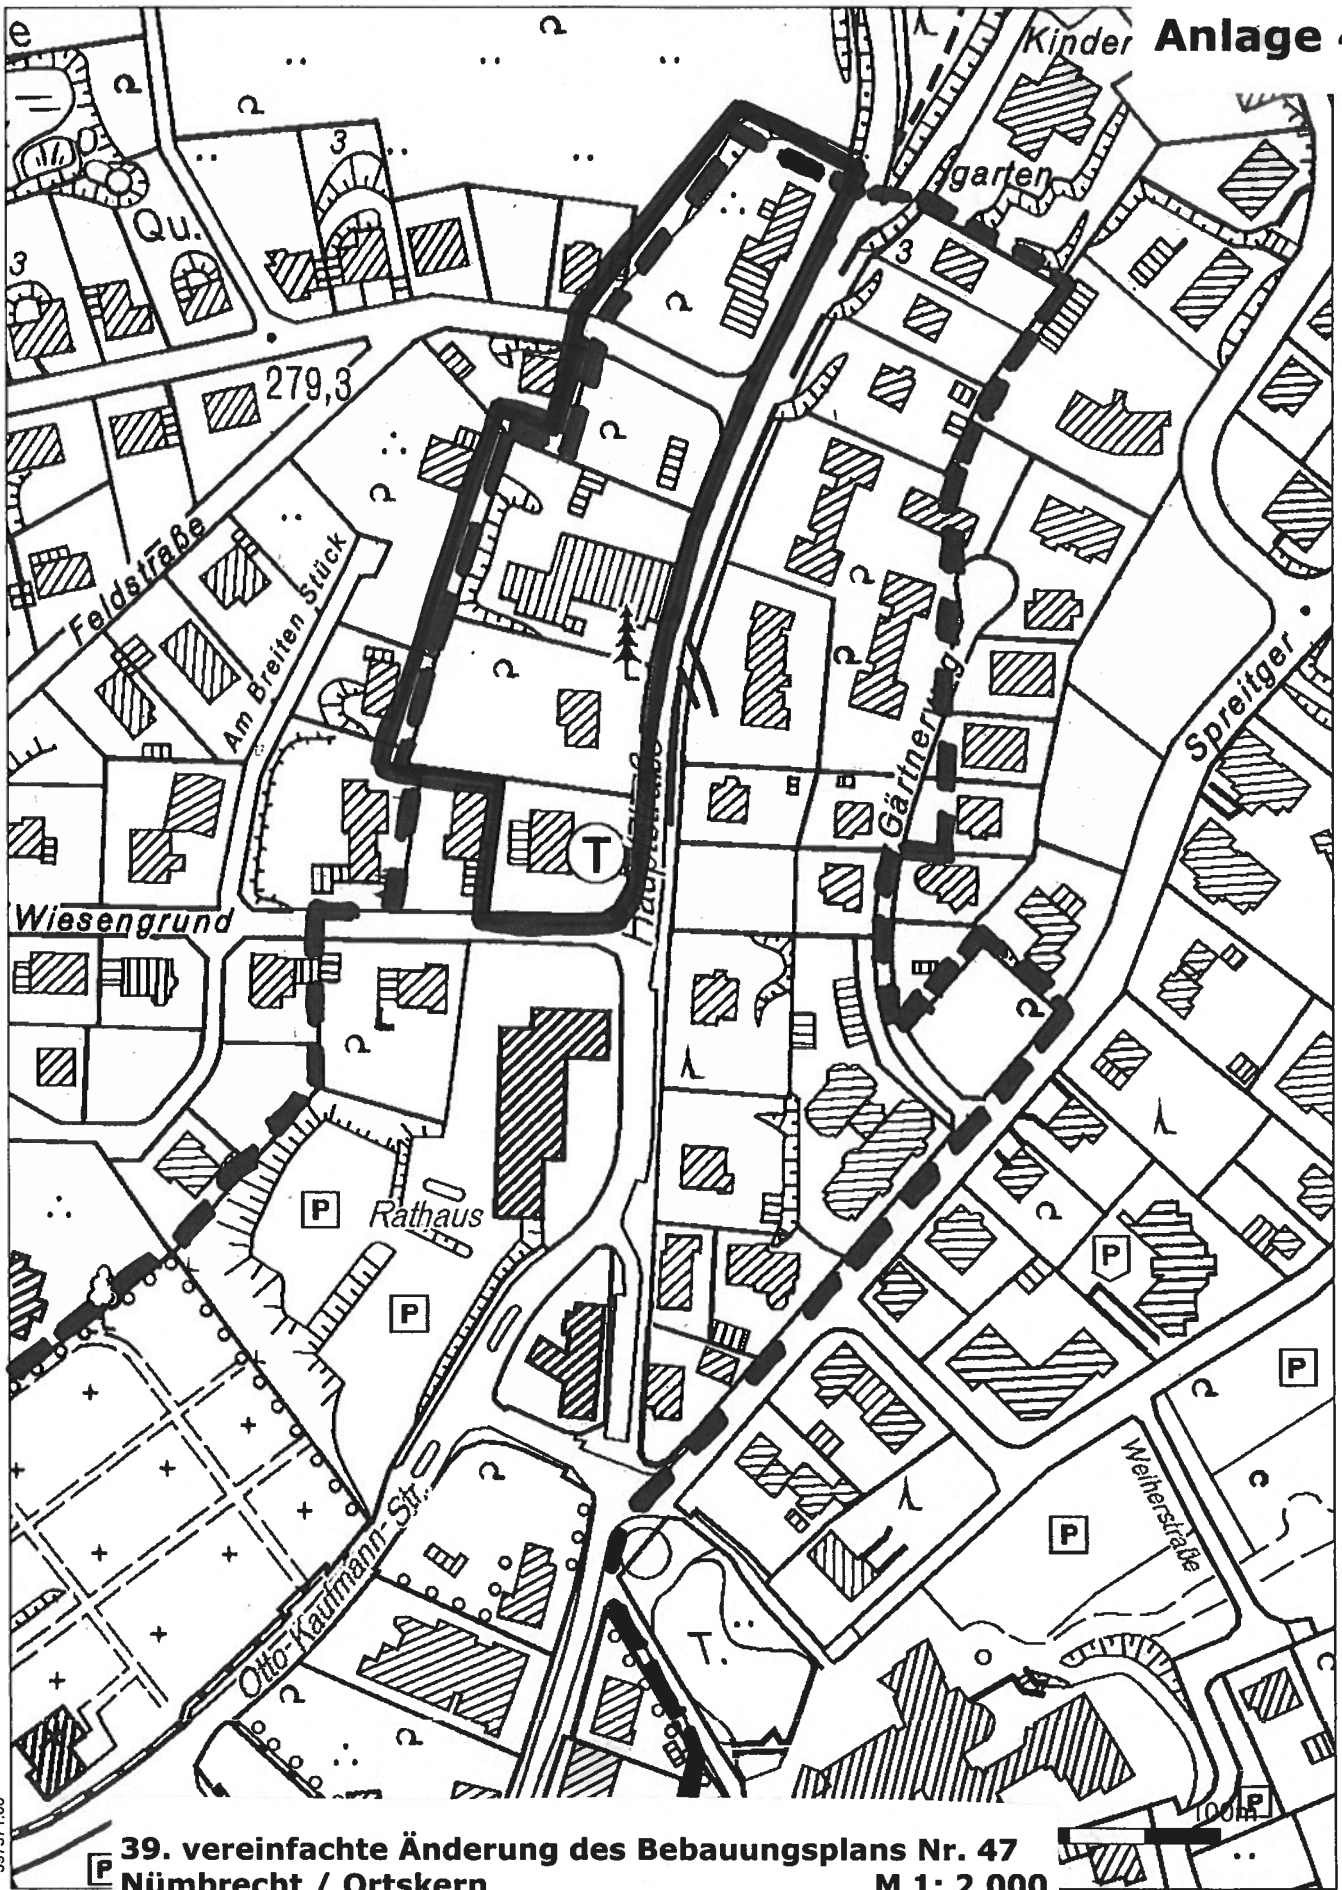 Anlage
Kinder
garten
3
3
Qu.
3
279,3
Feldstraße
Am Breiten Stück
Spreitger
Gärtnerweg
Hauptstraße
T
Wiesengrund
P
Rathaus
P
P
P
Weiherstraße
P
Otto-Kaufmann-Str.
T.
P
100m
P
39. vereinfachte Änderung des Bebauungsplans Nr. 47
Nümbrecht / Ortskern M 1: 2.000